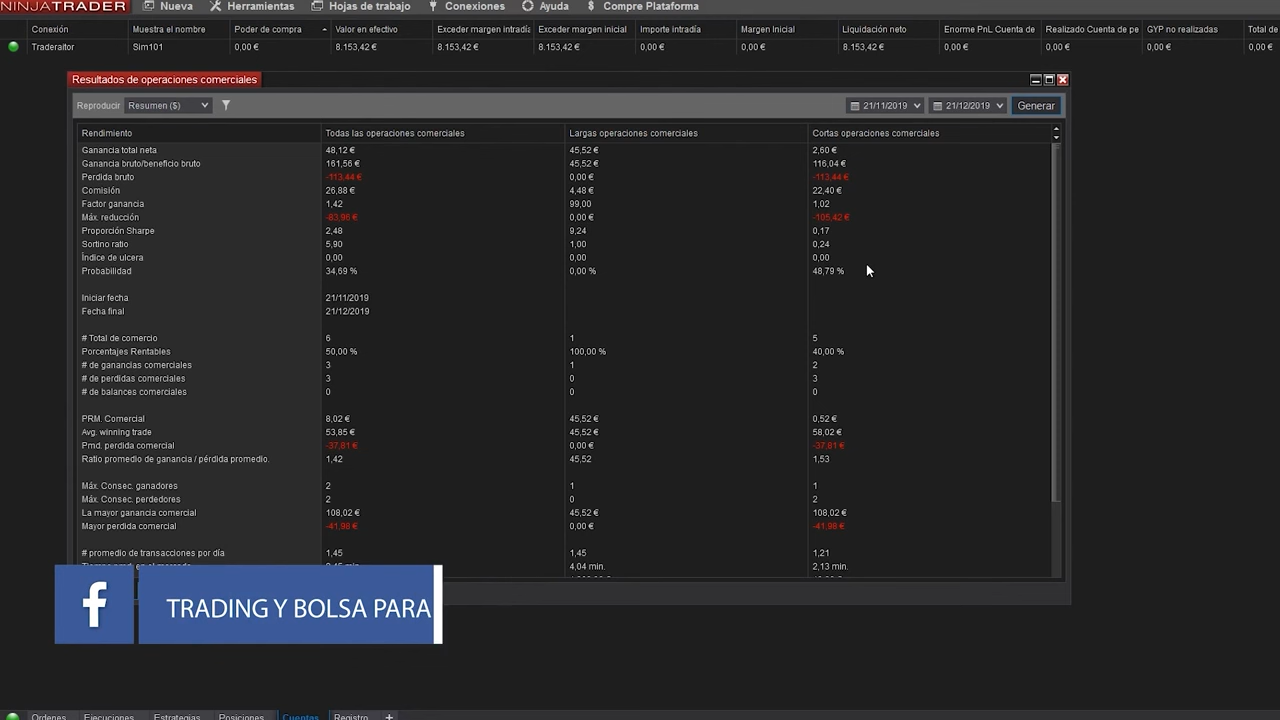 NINJATRADER Nueva Herramientas Hojas de trabajo Conexiones Ayuda Compre Plataforma
Conexión Muestra el nombre Poder de compra Valor en efectivo Exceder margen intradía Exceder margen inicial Importe intradía Margen Inicial Liquidación neto Enorme PnL Cuenta de Realizado Cuenta de pe GYP no realizadas Total de
Traderaitor Sim101 0,00 € 8.153,42 € 8.153,42 € 8.153,42 € 0,00 € 0,00 € 8.153,42 € 0,00 € 0,00 € 0,00 € 0,00 €
Resultados de operaciones comerciales
Reproducir Resumen ($) 21/11/2019 21/12/2019 Generar
Rendimiento Todas las operaciones comerciales Largas operaciones comerciales Cortas operaciones comerciales
Ganancia total neta 48,12 € 45,52 € 2,60 €
Ganancia bruto/beneficio bruto 161,56 € 45,52 € 116,04 €
Perdida bruto -113,44 € 0,00 € -113,44 €
Comisión 26,88 € 4,48 € 22,40 €
Factor ganancia 1,42 99,00 1,02
Máx. reducción -83,96 € 0,00 € -105,42 €
Proporción Sharpe 2,48 9,24 0,17
Sortino ratio 5,90 1,00 0,24
Índice de ulcera 0,00 0,00 0,00
Probabilidad 34,69 % 0,00 % 48,79 %
Iniciar fecha 21/11/2019
Fecha final 21/12/2019
# Total de comercio 6 1 5
Porcentajes Rentables 50,00 % 100,00 % 40,00 %
# de ganancias comerciales 3 1 2
# de perdidas comerciales 3 0 3
# de balances comerciales 0 0 0
PRM. Comercial 8,02 € 45,52 € 0,52 €
Avg. winning trade 53,85 € 45,52 € 58,02 €
Pmd. perdida comercial -37,81 € 0,00 € -37,81 €
Ratio promedio de ganancia / pérdida promedio. 1,42 45,52 1,53
Máx. Consec. ganadores 2 1 1
Máx. Consec. perdedores 2 0 2
La mayor ganancia comercial 108,02 € 45,52 € 108,02 €
Mayor perdida comercial -41,98 € 0,00 € -41,98 €
# promedio de transacciones por día 1,45 1,45 1,21
4,04 min. 2,13 min.
f TRADING Y BOLSA PARA
Ordenes Ejecuciones Estrategias Posiciones Cuentas Registro +